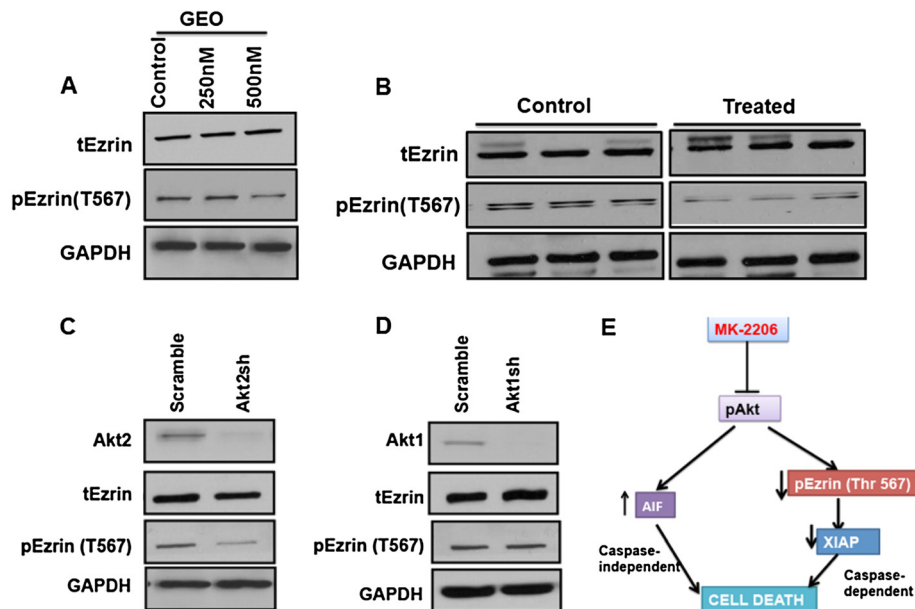 A
GEO
Control
250nM
500nM
tEzrin
pEzrin(T567)
GAPDH
B
Control
Treated
tEzrin
pEzrin(T567)
GAPDH
C
Scramble
Akt2sh
Akt2
tEzrin
pEzrin (T567)
GAPDH
D
Scramble
Akt1sh
Akt1
tEzrin
pEzrin (T567)
GAPDH
E
MK-2206
pAkt
AIF
pEzrin (Thr 567)
XIAP
Caspase-
independent
Caspase-
dependent
CELL DEATH